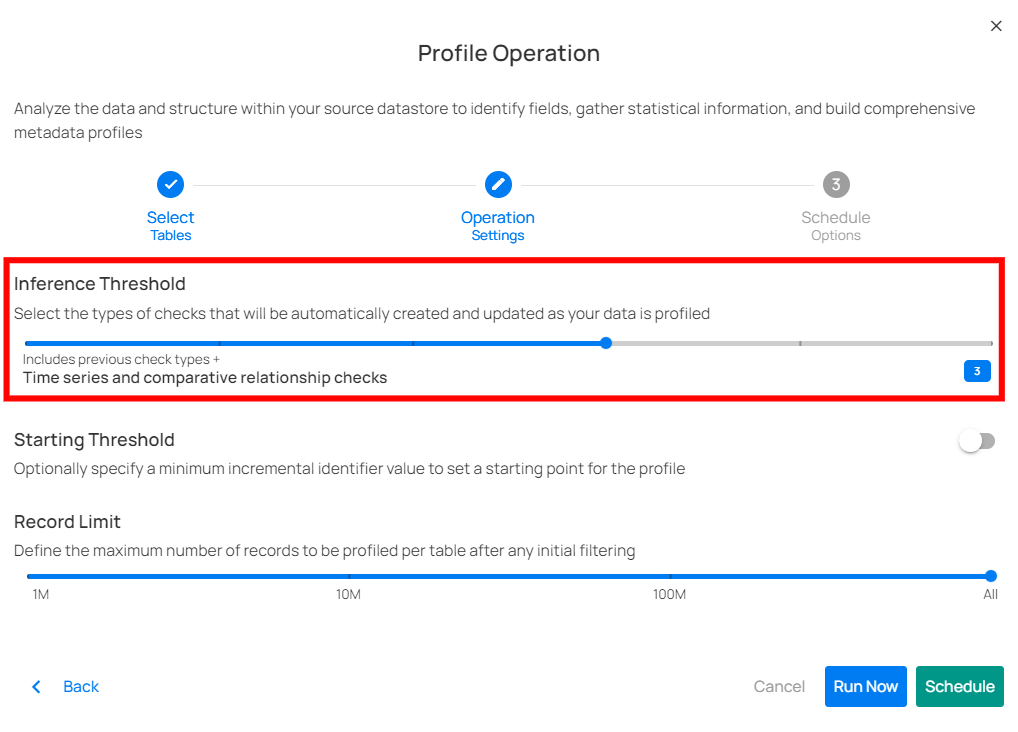 Profile Operation
Analyze the data and structure within your source datastore to identify fields, gather statistical information, and build comprehensive
metadata profiles
Select
Tables
Operation
Settings
3
Schedule
Options
Inference Threshold
Select the types of checks that will be automatically created and updated as your data is profiled
Includes previous check types +
Time series and comparative relationship checks
3
Starting Threshold
Optionally specify a minimum incremental identifier value to set a starting point for the profile
Record Limit
Define the maximum number of records to be profiled per table after any initial filtering
1M 10M 100M All
Back Cancel Run Now Schedule